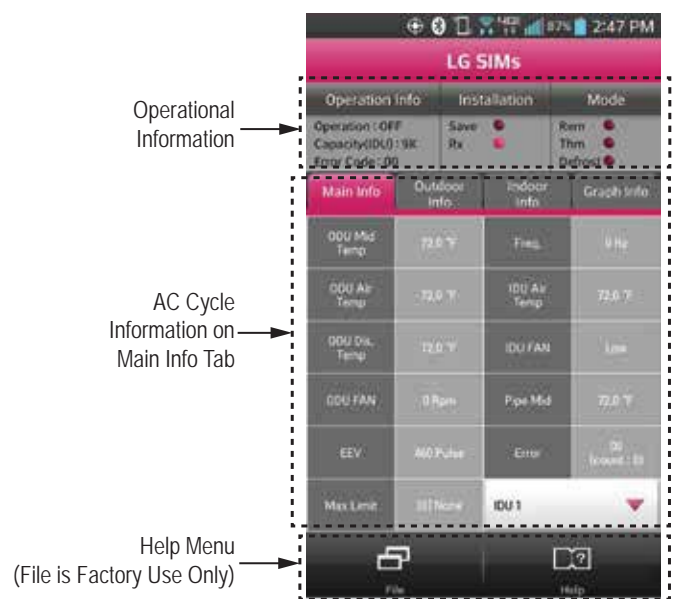 87% 2:47 PM
LG SIMs
Operational
Information
Operation Info Installation Mode
Operation : OFF Save Rem
Capacity(IDU) : 9K Rx Thm
Error Code : 00 Defrost
AC Cycle
Information on
Main Info Tab
Main Info Outdoor Info Indoor Info Graph Info
ODU Mid Temp 72.0 °F Freq. 0 Hz
ODU Air Temp 72.0 °F IDU Air Temp 72.0 °F
ODU Dis. Temp 72.0 °F IDU FAN Low
ODU FAN 0 Rpm Pipe Mid 72.0 °F
EEV 460 Pulse Error 00
Max Limit None IDU 1
Help Menu
(File is Factory Use Only)
File Help